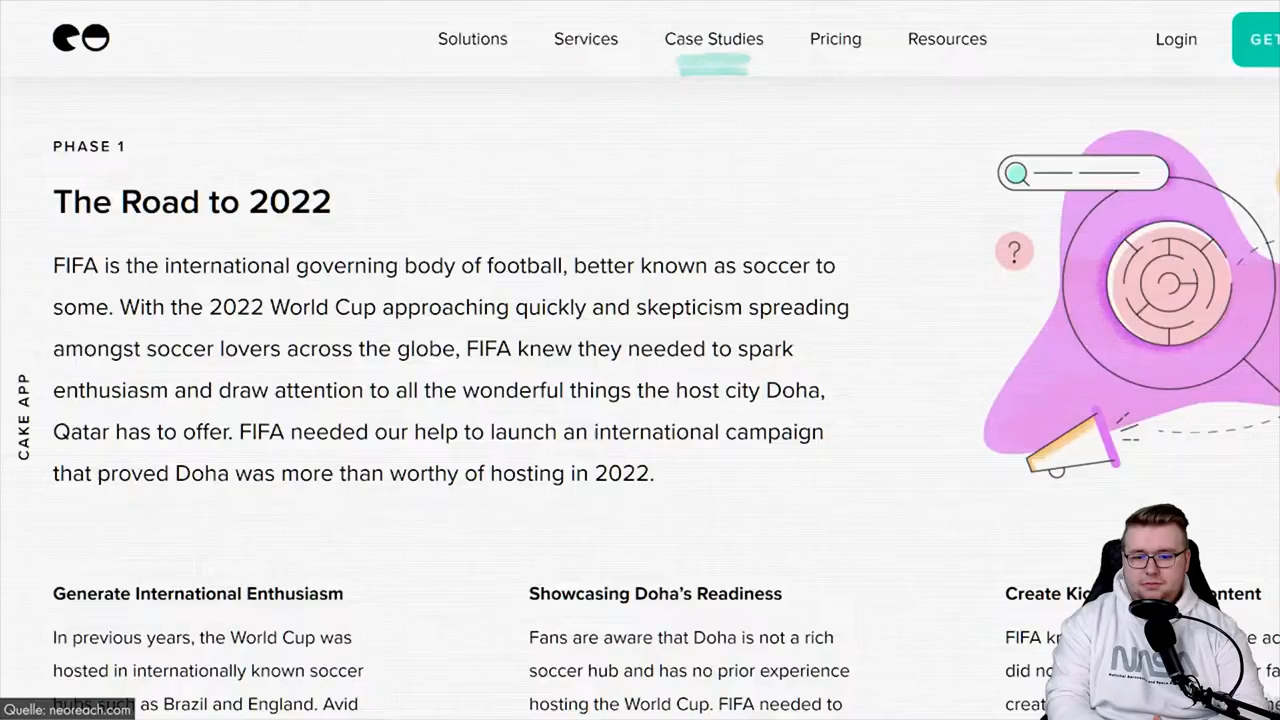 Solutions Services Case Studies Pricing Resources Login GET
PHASE 1
The Road to 2022
FIFA is the international governing body of football, better known as soccer to
some. With the 2022 World Cup approaching quickly and skepticism spreading
amongst soccer lovers across the globe, FIFA knew they needed to spark
enthusiasm and draw attention to all the wonderful things the host city Doha,
Qatar has to offer. FIFA needed our help to launch an international campaign
that proved Doha was more than worthy of hosting in 2022.
CAKE APP
?
Generate International Enthusiasm
In previous years, the World Cup was
hosted in internationally known soccer
hubs such as Brazil and England. Avid
Showcasing Doha's Readiness
Fans are aware that Doha is not a rich
soccer hub and has no prior experience
hosting the World Cup. FIFA needed to
Create
FIFA
did
NASA
Quelle: neoreach.com